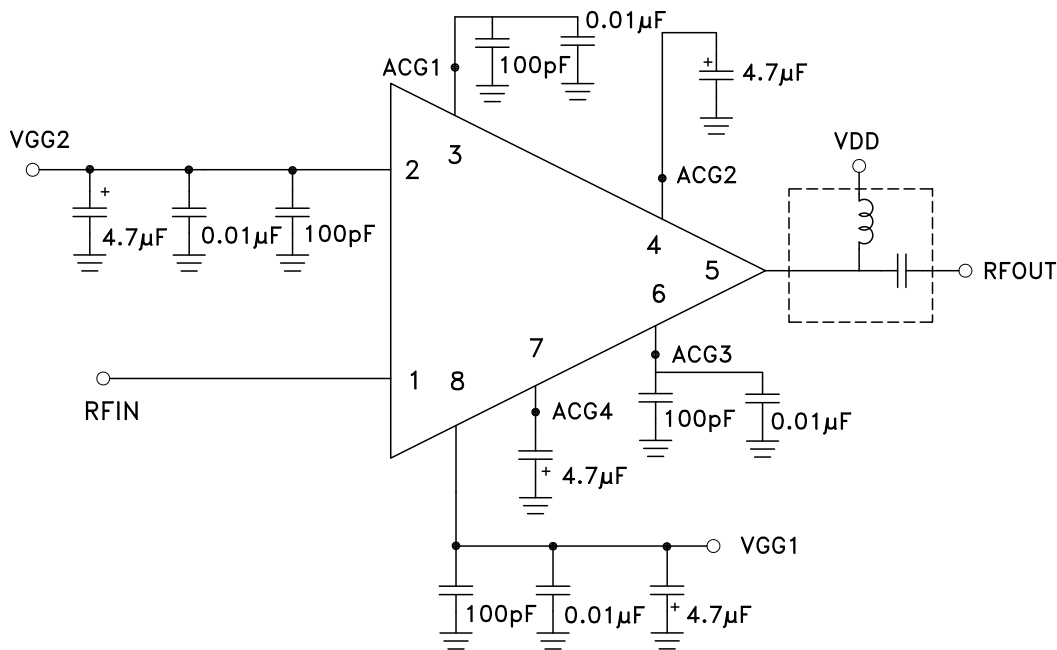 0.01µF
ACG1
100pF
+
4.7µF
VGG2
2
3
ACG2
VDD
+
4.7µF
0.01µF
100pF
4
5
RFOUT
6
7
ACG3
1
8
RFIN
ACG4
100pF
0.01µF
+
4.7µF
VGG1
100pF
0.01µF
+
4.7µF